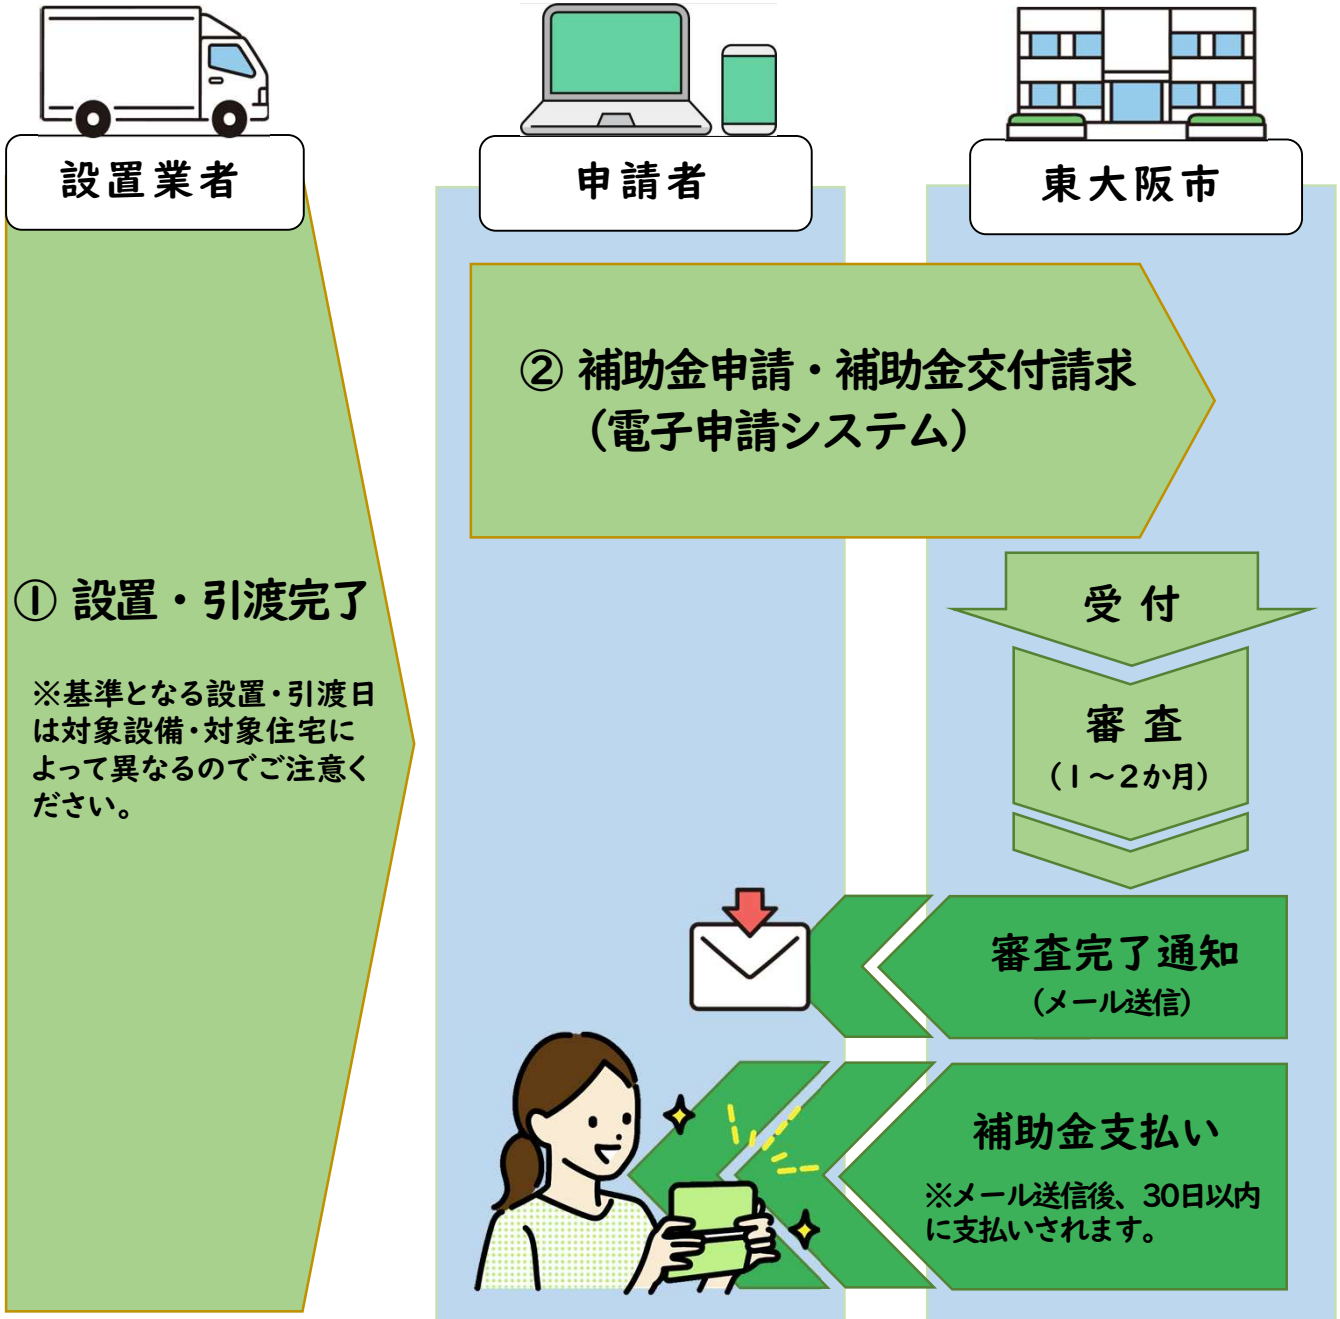 設置業者
申請者
東大阪市
① 設置・引渡完了
※基準となる設置・引渡日
は対象設備・対象住宅に
よって異なるのでご注意く
ださい。
② 補助金申請・補助金交付請求
（電子申請システム）
受 付
審 査
（１～２か月）
審査完了通知
（メール送信）
補助金支払い
※メール送信後、30日以内
に支払いされます。